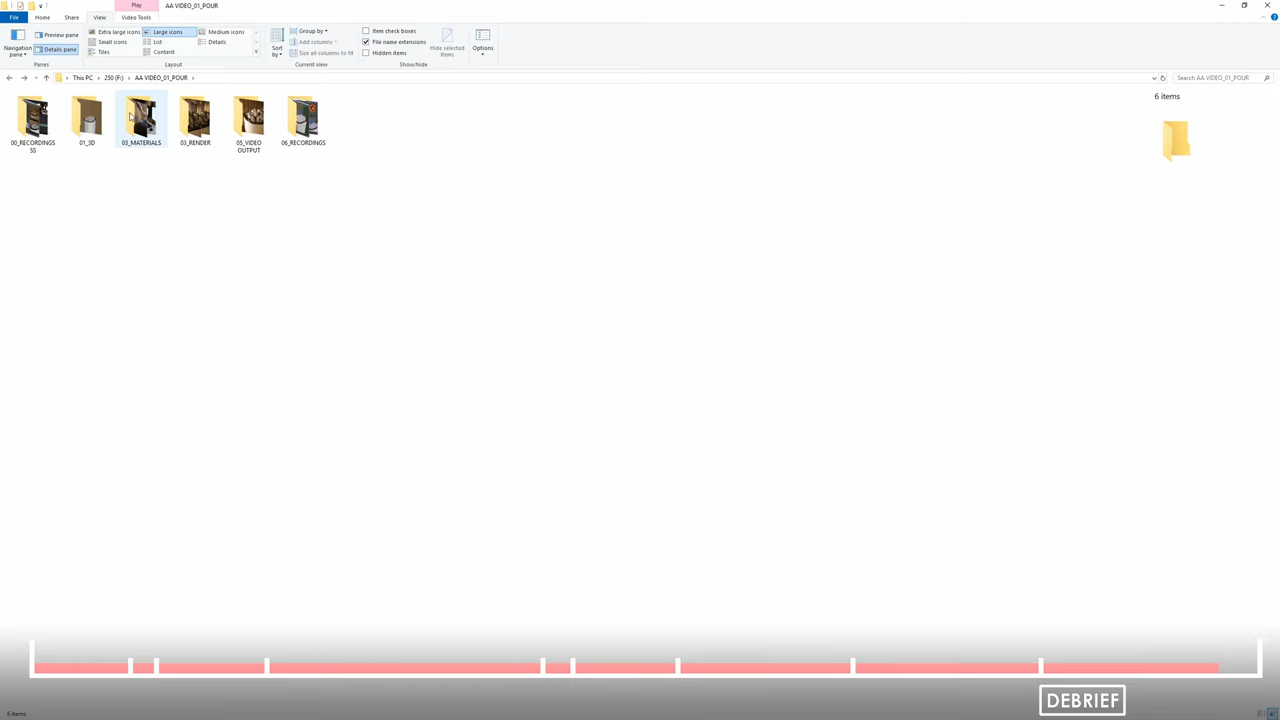 Play
AA VIDEO_01_POUR
File
Home
Share
View
Video Tools
Navigation pane
Preview pane
Details pane
Extra large icons
Large icons
Medium icons
Small icons
List
Details
Tiles
Content
Sort by
Group by
Add columns
Size all columns to fit
Item check boxes
File name extensions
Hidden items
Hide selected items
Options
Panes
Layout
Current view
Show/hide
This PC
250 (F:)
AA VIDEO_01_POUR
Search AA VIDEO_01_POUR
6 items
00_RECORDINGS
SS
01_3D
03_MATERIALS
03_RENDER
05_VIDEO
OUTPUT
06_RECORDINGS
DEBRIEF
6 items